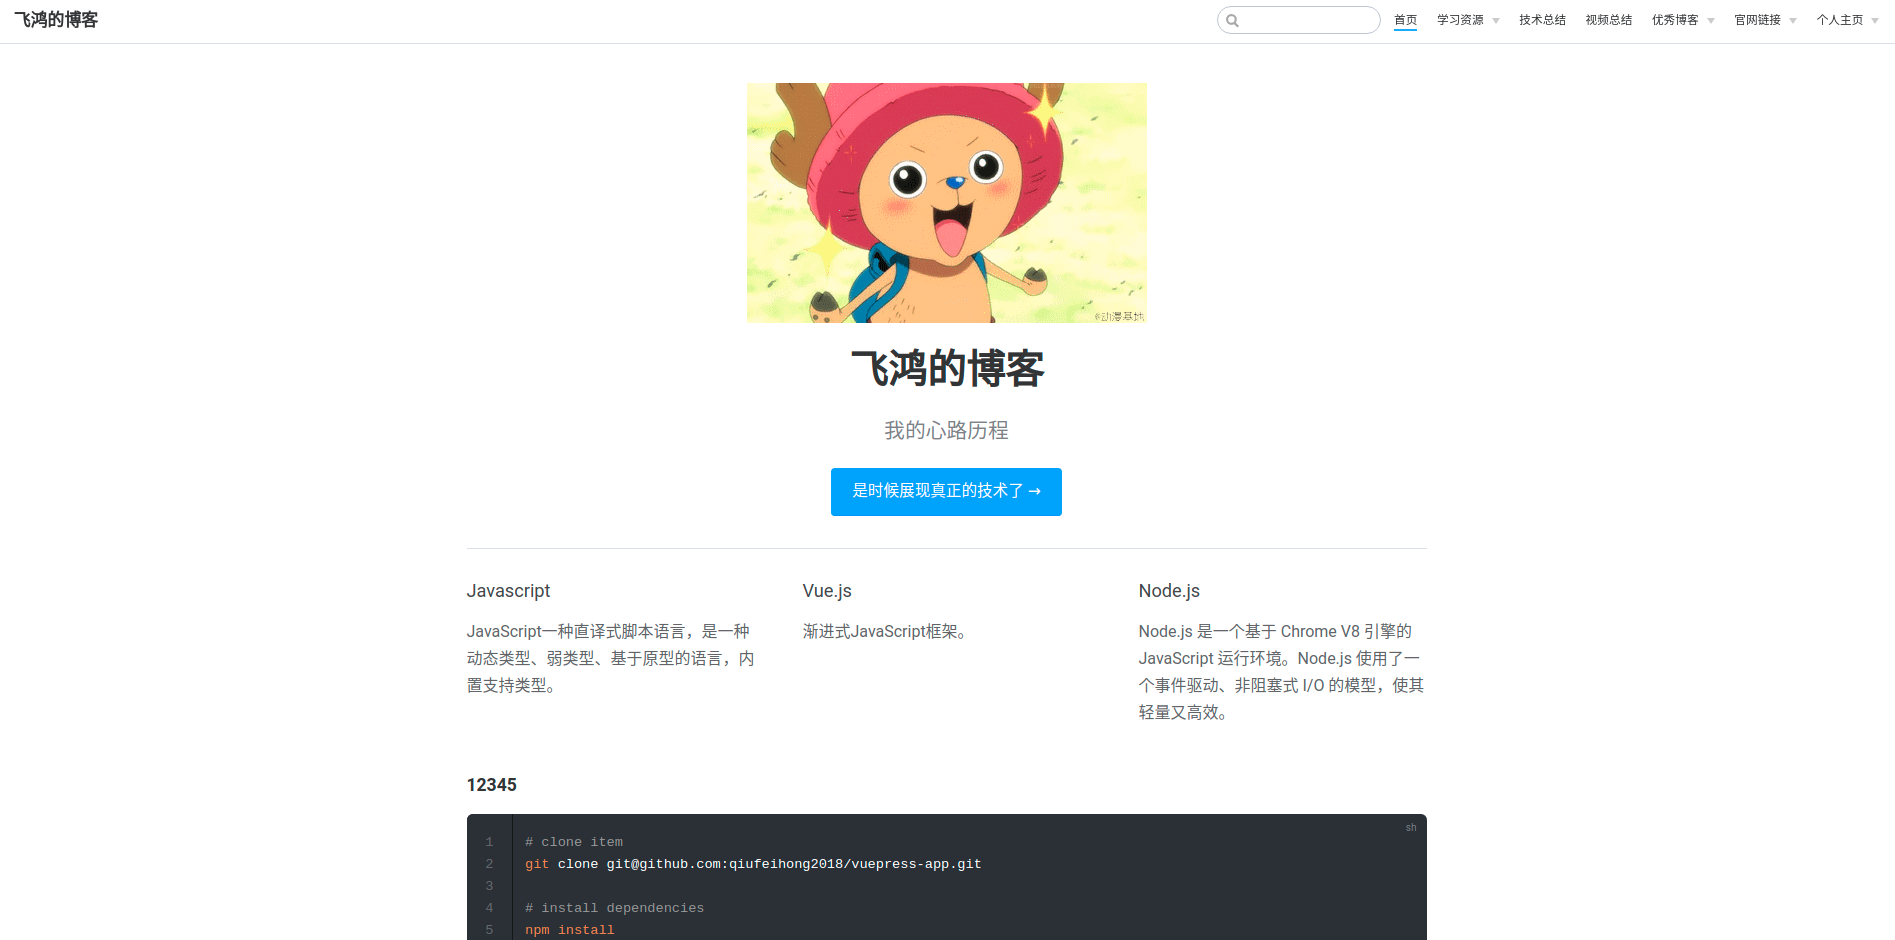 飞鸿的博客
首页 学习资源 技术总结 视频总结 优秀博客 官网链接 个人主页
©动漫基地
飞鸿的博客
我的心路历程
是时候展现真正的技术了 →
Javascript
JavaScript一种直译式脚本语言，是一种
动态类型、弱类型、基于原型的语言，内
置支持类型。
Vue.js
渐进式JavaScript框架。
Node.js
Node.js 是一个基于 Chrome V8 引擎的
JavaScript 运行环境。Node.js 使用了一
个事件驱动、非阻塞式 I/O 的模型，使其
轻量又高效。
12345
sh
1 # clone item
2 git clone git@github.com:qiufeihong2018/vuepress-app.git
3
4 # install dependencies
5 npm install